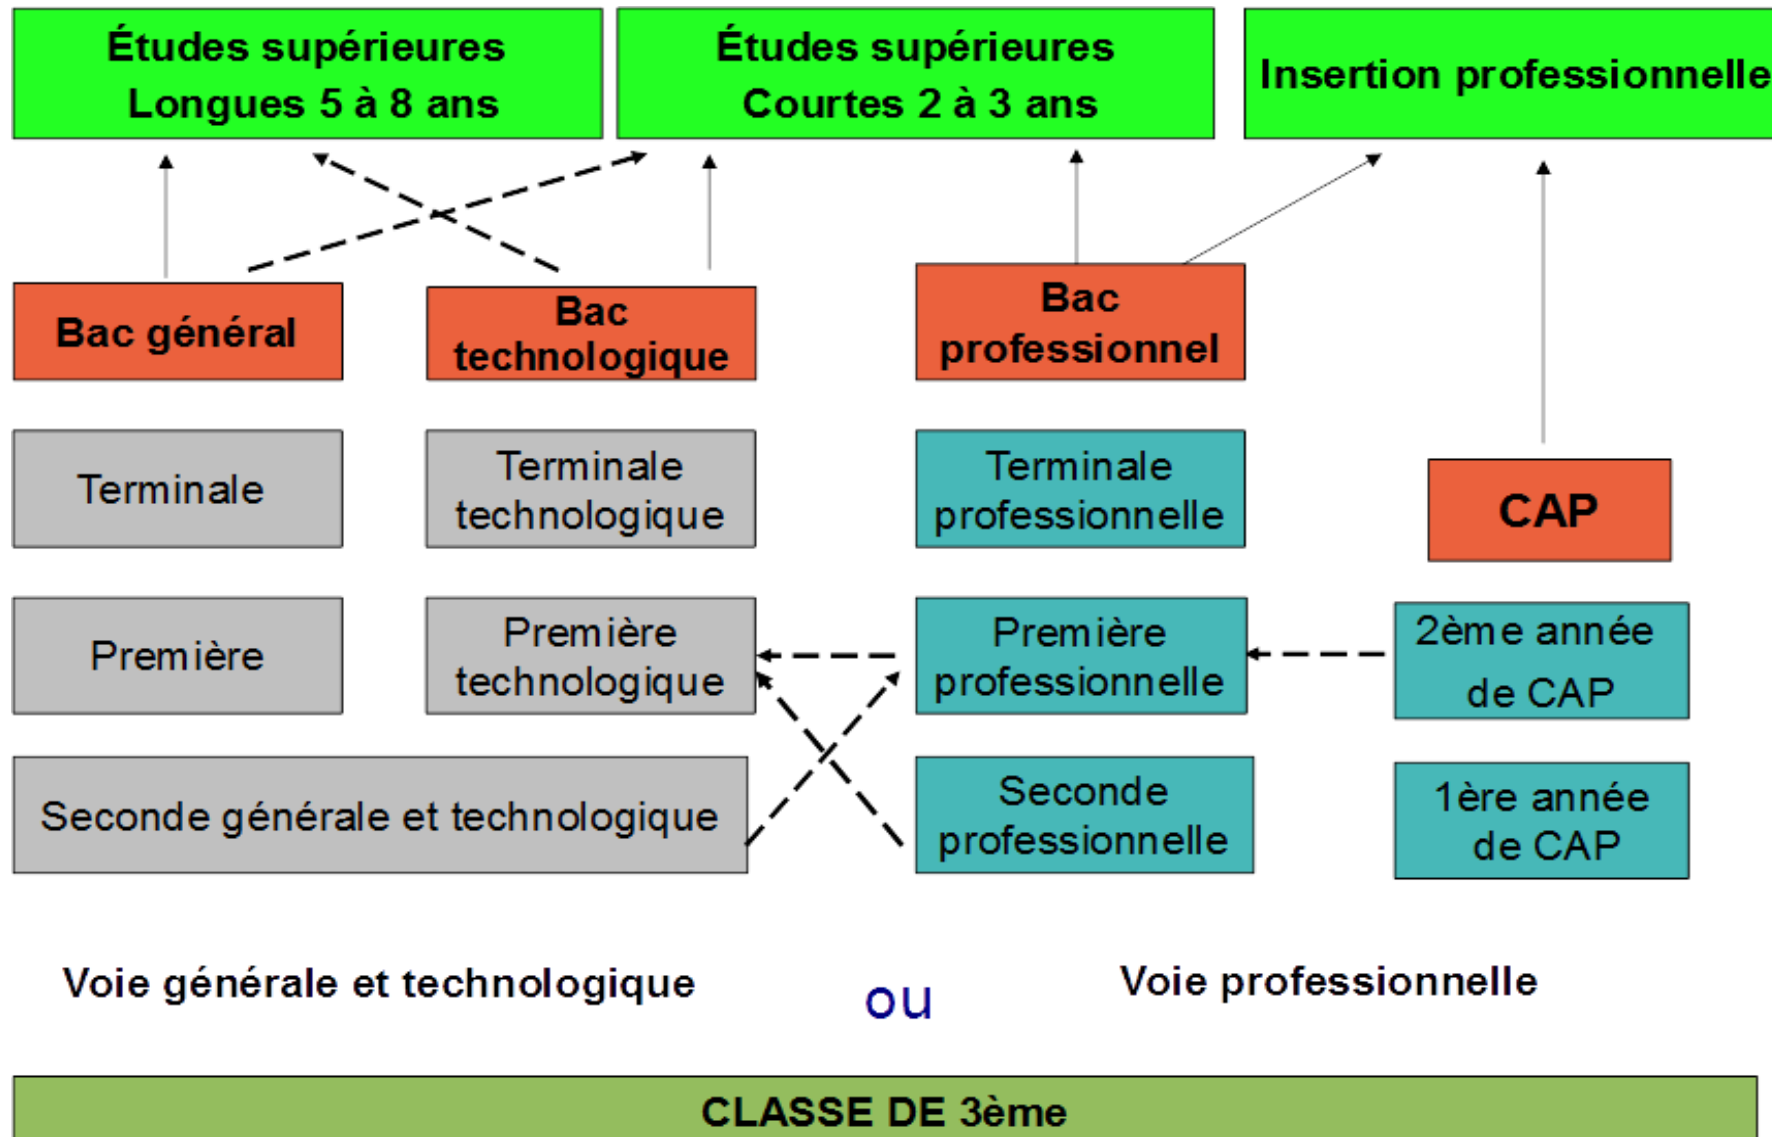 Études supérieures
Longues 5 à 8 ans
Études supérieures
Courtes 2 à 3 ans
Insertion professionnelle
Bac général
Bac
technologique
Bac
professionnel
Terminale
Terminale
technologique
Terminale
professionnelle
CAP
Première
Première
technologique
Première
professionnelle
2ème année
de CAP
Seconde générale et technologique
Seconde
professionnelle
1ère année
de CAP
Voie générale et technologique
ou
Voie professionnelle
CLASSE DE 3ème